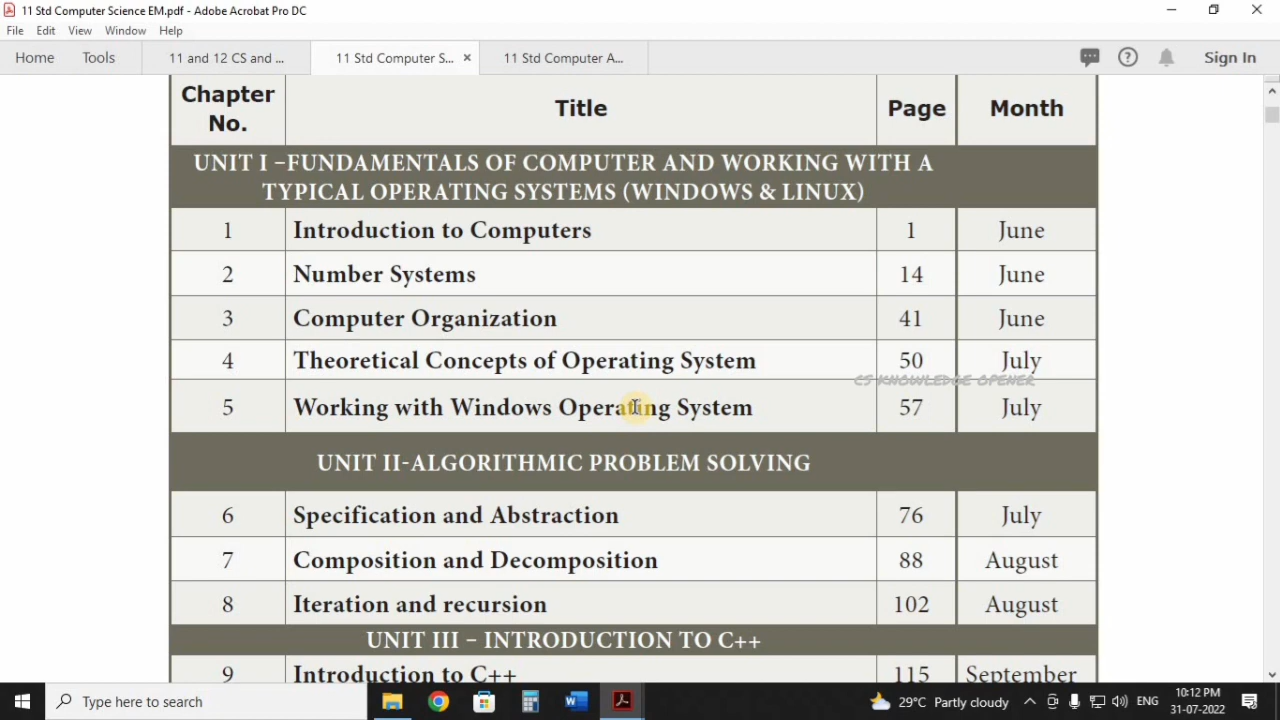 11 Std Computer Science EM.pdf - Adobe Acrobat Pro DC
File Edit View Window Help
Home Tools 11 and 12 CS and ... 11 Std Computer S... × 11 Std Computer A... Sign In
Chapter No. Title Page Month
UNIT I –FUNDAMENTALS OF COMPUTER AND WORKING WITH A
TYPICAL OPERATING SYSTEMS (WINDOWS & LINUX)
1 Introduction to Computers 1 June
2 Number Systems 14 June
3 Computer Organization 41 June
4 Theoretical Concepts of Operating System 50 July
CS KNOWLEDGE OPENER
5 Working with Windows Operating System 57 July
UNIT II-ALGORITHMIC PROBLEM SOLVING
6 Specification and Abstraction 76 July
7 Composition and Decomposition 88 August
8 Iteration and recursion 102 August
UNIT III – INTRODUCTION TO C++
9 Introduction to C++ 115 September
Type here to search 29°C Partly cloudy ENG 10:12 PM
31-07-2022